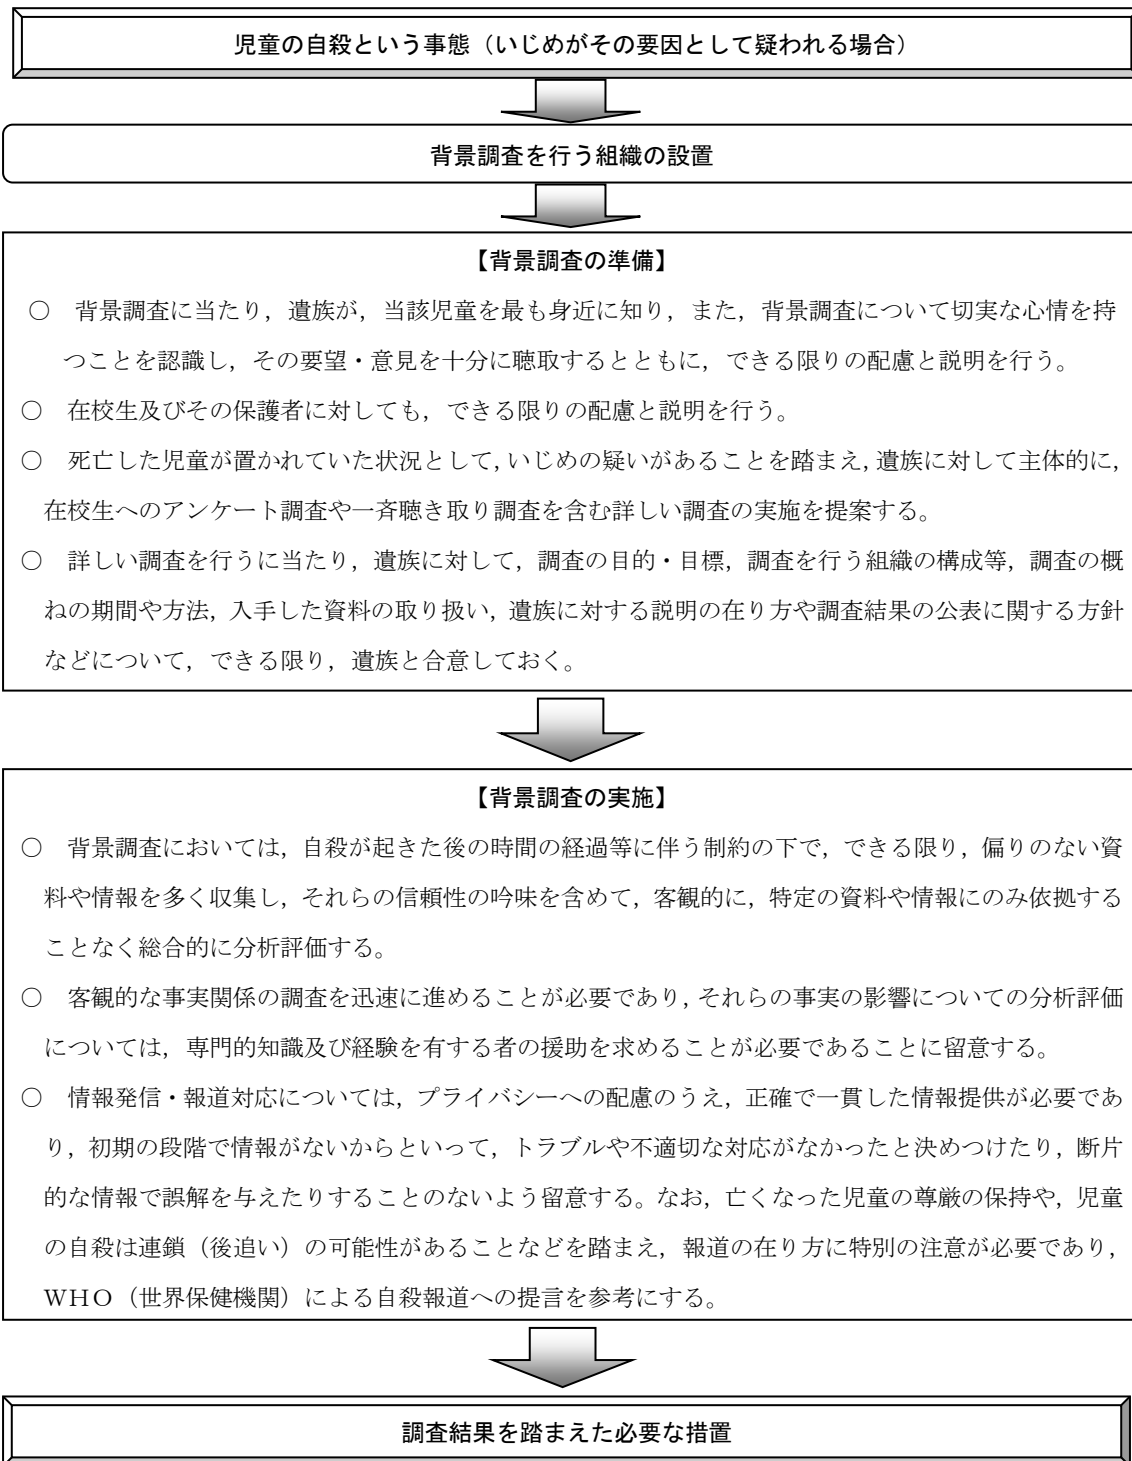 児童の自殺という事態（いじめがその要因として疑われる場合）
背景調査を行う組織の設置
【背景調査の準備】
○　背景調査に当たり，遺族が，当該児童を最も身近に知り，また，背景調査について切実な心情を持
つことを認識し，その要望・意見を十分に聴取するとともに，できる限りの配慮と説明を行う。
○　在校生及びその保護者に対しても，できる限りの配慮と説明を行う。
○　死亡した児童が置かれていた状況として，いじめの疑いがあることを踏まえ，遺族に対して主体的に，
在校生へのアンケート調査や一斉聴き取り調査を含む詳しい調査の実施を提案する。
○　詳しい調査を行うに当たり，遺族に対して，調査の目的・目標，調査を行う組織の構成等，調査の概
ねの期間や方法，入手した資料の取り扱い，遺族に対する説明の在り方や調査結果の公表に関する方針
などについて，できる限り，遺族と合意しておく。
【背景調査の実施】
○　背景調査においては，自殺が起きた後の時間の経過等に伴う制約の下で，できる限り，偏りのない資
料や情報を多く収集し，それらの信頼性の吟味を含めて，客観的に，特定の資料や情報にのみ依拠する
ことなく総合的に分析評価する。
○　客観的な事実関係の調査を迅速に進めることが必要であり，それらの事実の影響についての分析評価
については，専門的知識及び経験を有する者の援助を求めることが必要であることに留意する。
○　情報発信・報道対応については，プライバシーへの配慮のうえ，正確で一貫した情報提供が必要であ
り，初期の段階で情報がないからといって，トラブルや不適切な対応がなかったと決めつけたり，断片
的な情報で誤解を与えたりすることのないよう留意する。なお，亡くなった児童の尊厳の保持や，児童
の自殺は連鎖（後追い）の可能性があることなどを踏まえ，報道の在り方に特別の注意が必要であり，
ＷＨＯ（世界保健機関）による自殺報道への提言を参考にする。
調査結果を踏まえた必要な措置